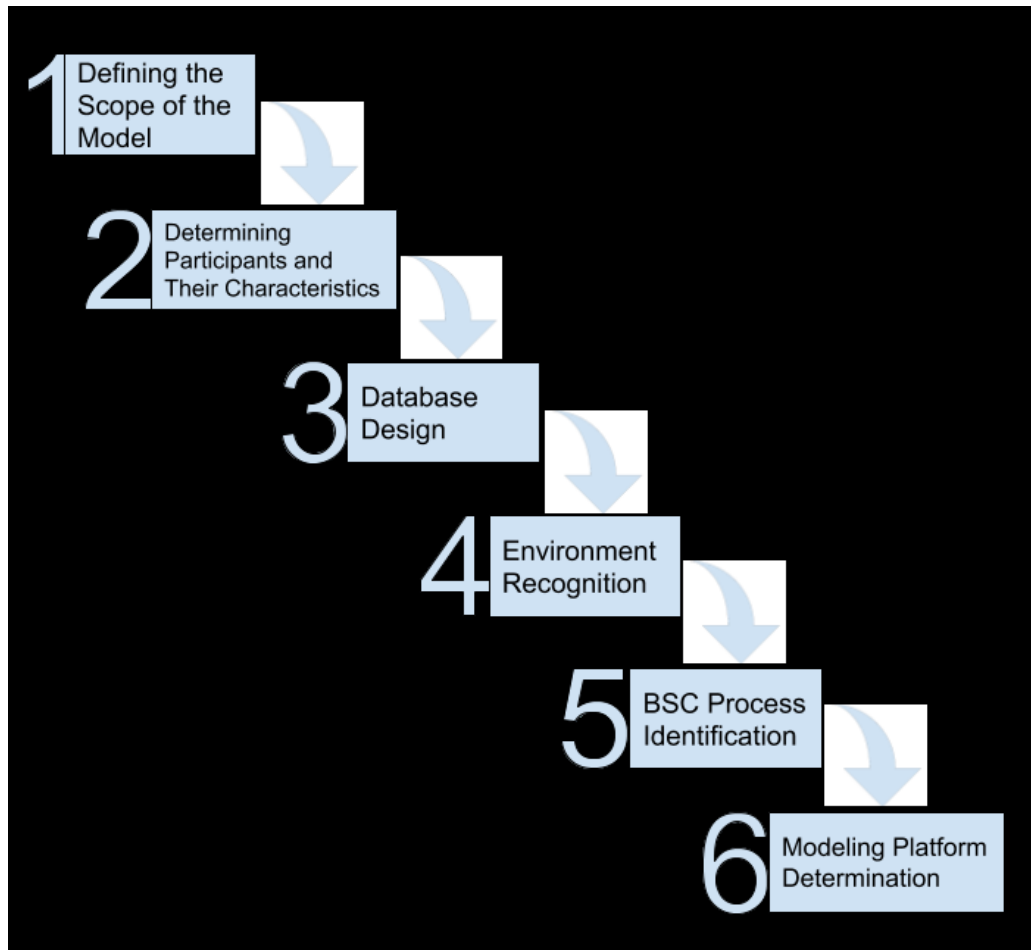 1
Defining the
Scope of the
Model
2
Determining
Participants and
Their Characteristics
3
Database
Design
4
Environment
Recognition
5
BSC Process
Identification
6
Modeling Platform
Determination